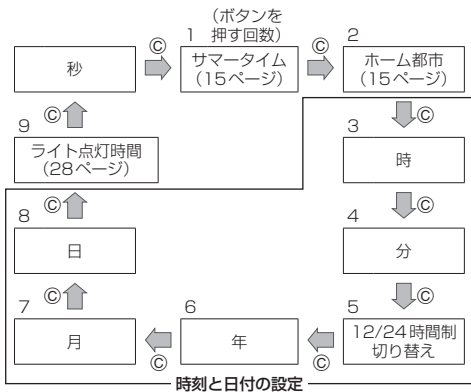 （ボタンを
押す回数）
秒
Ⓒ
1
サマータイム
（15ページ）
Ⓒ
2
ホーム都市
（15ページ）
Ⓒ
3
時
Ⓒ
4
分
Ⓒ
5
12/24時間制
切り替え
Ⓒ
6
年
Ⓒ
7
月
Ⓒ
8
日
Ⓒ
9
ライト点灯時間
（28ページ）
Ⓒ
時刻と日付の設定